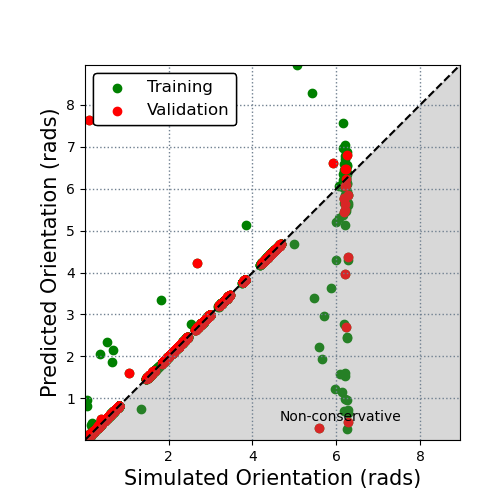 Training
Validation
8
7
6
5
4
3
2
1
Predicted Orientation (rads)
Non-conservative
2
4
6
8
Simulated Orientation (rads)